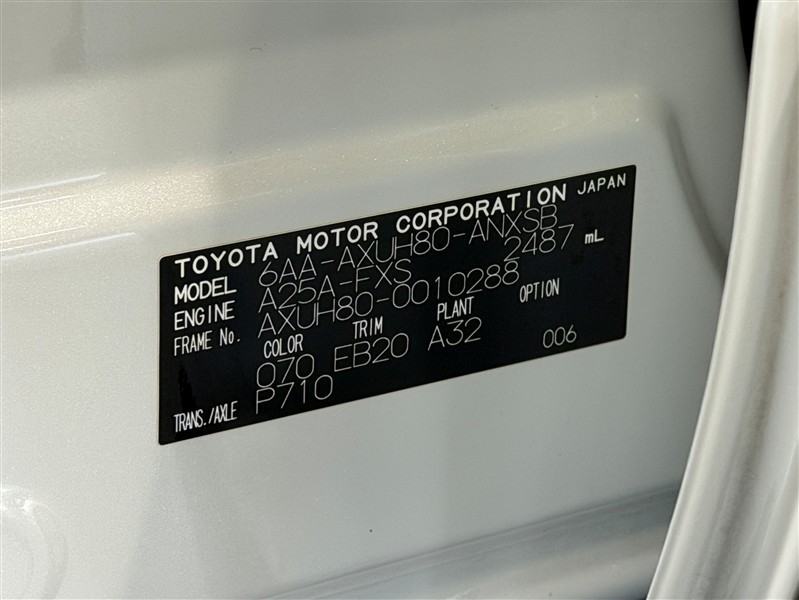 TOYOTA MOTOR CORPORATION JAPAN
MODEL 6AA-AXUH80-ANXSB
ENGINE A25A-FXS 2487 mL
FRAME No. AXUH80-0010288
COLOR TRIM PLANT OPTION
070 EB20 A32 006
TRANS./AXLE P710